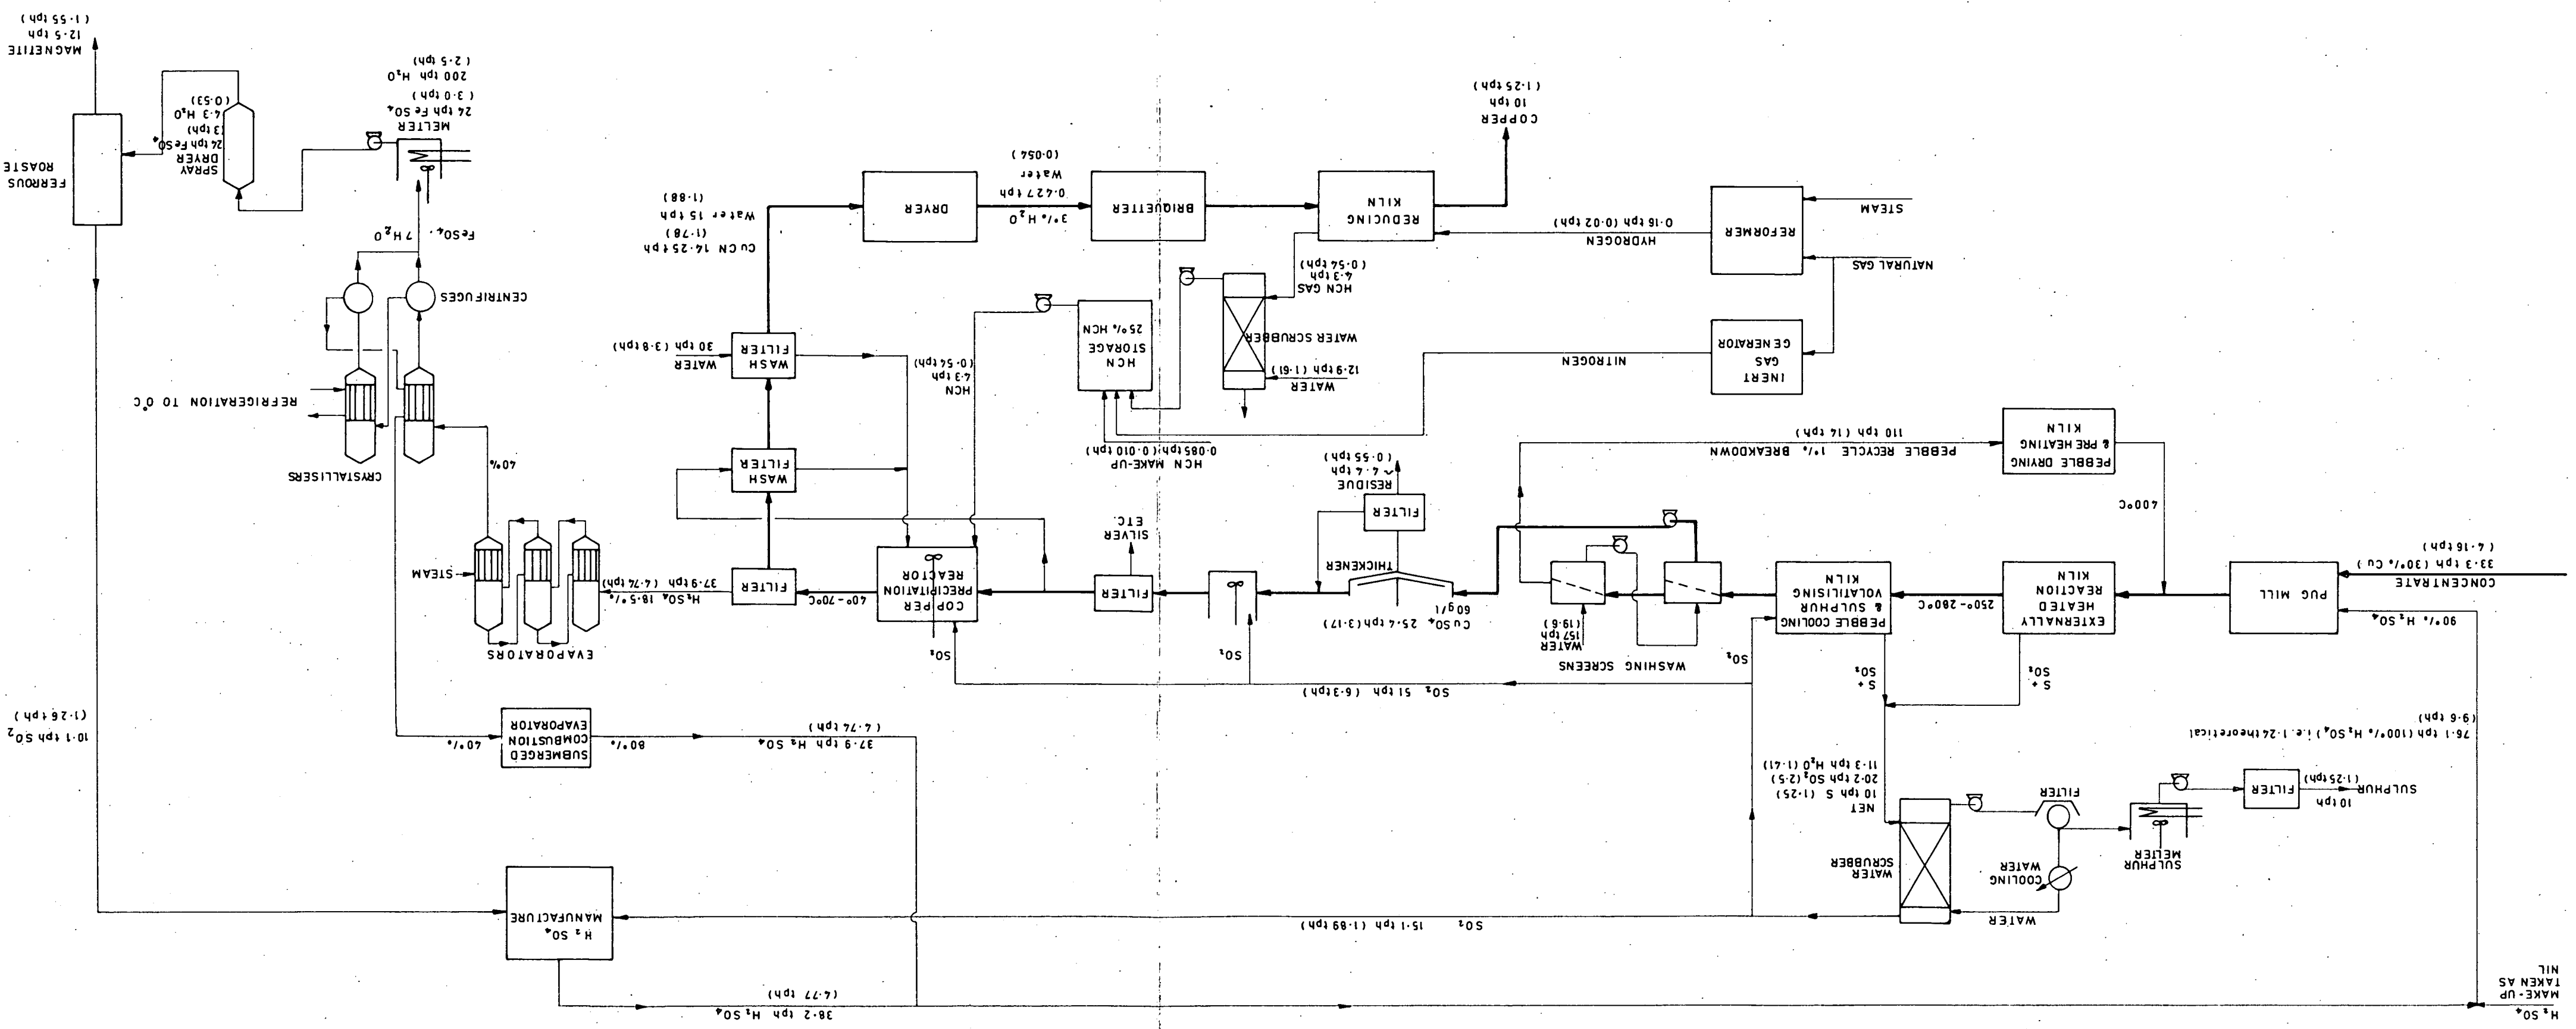 H₂SO₄
MAKE-UP
TAKEN AS
NIL
38·2 tph H₂SO₄
(4·77 tph)
H₂SO₄
MANUFACTURE
SO₂
15·1 tph (1·89 tph)
WATER
COOLING
WATER
WATER
SCRUBBER
SULPHUR
MELTER
FILTER
FILTER
10 tph
(1·25 tph)
SULPHUR
NET
10 tph S (1·25)
20·2 tph SO₂(2·5)
11·3 tph H₂O (1·41)
76·1 tph (100% H₂SO₄) i.e. 1·24 theoretical
(9·6 tph)
37·9 tph H₂SO₄
(4·74 tph)
80%
SUBMERGED
COMBUSTION
EVAPORATOR
40%
10·1 tph SO₂
(1·26 tph)
SO₂ 51 tph (6·3 tph)
S +
SO₂
S +
SO₂
SO₂
SO₂
SO₂
90% H₂SO₄
CONCENTRATE
33·3 tph (30% Cu)
(4·16 tph)
PUG MILL
EXTERNALLY
HEATED
REACTION
KILN
250°-280°C
PEBBLE COOLING
& SULPHUR
VOLATILISING
KILN
WASHING SCREENS
WATER
157 tph
(19·6)
CuSO₄ 25·4 tph (3·17)
60g/l
THICKENER
FILTER
RESIDUE
~ 4·4 tph
(0·55 tph)
FILTER
SILVER
ETC.
COPPER
PRECIPITATION
REACTOR
40°-70°C
FILTER
H₂SO₄ 18·5%
37·9 tph (4·74 tph)
EVAPORATORS
STEAM
40%
400°C
PEBBLE DRYING
& PREHEATING
KILN
PEBBLE RECYCLE 1% BREAKDOWN
110 tph (14 tph)
HCN MAKE-UP
0·085 tph (0·010 tph)
WASH
FILTER
CRYSTALLISERS
REFRIGERATION TO 0°C
INERT
GAS
GENERATOR
NITROGEN
WATER
12·9 tph (1·61)
WATER SCRUBBER
HCN
STORAGE
25% HCN
HCN
4·3 tph
(0·54 tph)
WASH
FILTER
WATER
30 tph (3·8 tph)
CENTRIFUGES
NATURAL GAS
STEAM
REFORMER
HYDROGEN
0·16 tph (0·02 tph)
HCN GAS
4·3 tph
(0·54 tph)
REDUCING
KILN
BRIQUETTER
3% H₂O
0·427 tph
Water
(0·054)
DRYER
CuCN 14·25 tph
(1·78)
Water 15 tph
(1·88)
FeSO₄·7H₂O
COPPER
10 tph
(1·25 tph)
MELTER
24 tph FeSO₄
(3·0 tph)
200 tph H₂O
(2·5 tph)
SPRAY
DRYER
24 tph FeSO₄
(3 tph)
4·3 H₂O
(0·53)
FERROUS
ROASTE
MAGNETITE
12·5 tph
(1·55 tph)